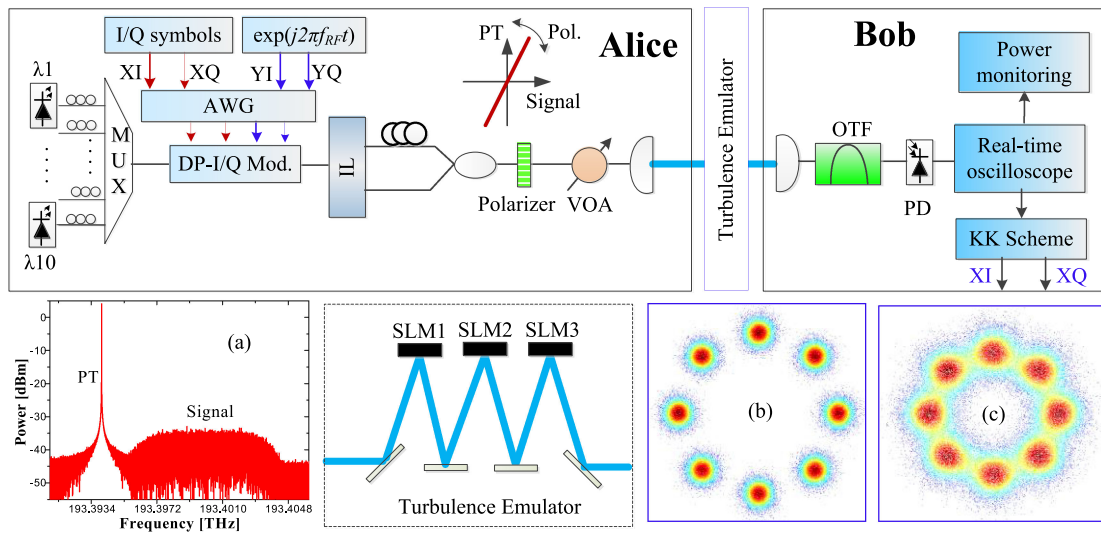 I/Q symbols
exp(j2πf_RF t)
PT
Pol.
Signal
Alice
Bob
XI
XQ
YI
YQ
λ1
λ10
MUX
AWG
DP-I/Q Mod.
IL
Polarizer
VOA
Turbulence Emulator
OTF
PD
Power
monitoring
Real-time
oscilloscope
KK Scheme
XI
XQ
(a)
PT
Signal
Power [dBm]
0
-10
-20
-30
-40
-50
193.3934
193.3972
193.4010
193.4048
Frequency [THz]
SLM1
SLM2
SLM3
Turbulence Emulator
(b)
(c)